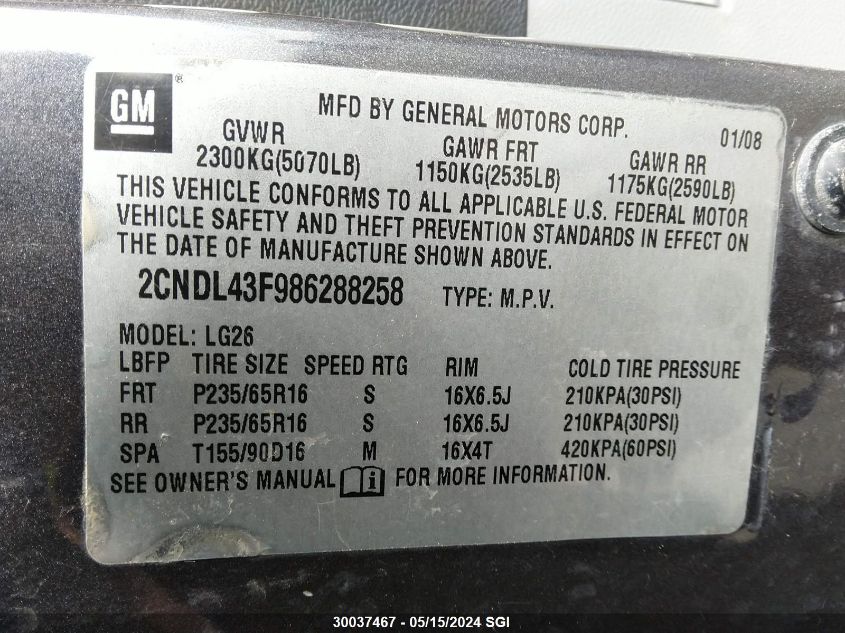 GM®
MFD BY GENERAL MOTORS CORP. 01/08
GVWR GAWR FRT GAWR RR
2300KG(5070LB) 1150KG(2535LB) 1175KG(2590LB)
THIS VEHICLE CONFORMS TO ALL APPLICABLE U.S. FEDERAL MOTOR
VEHICLE SAFETY AND THEFT PREVENTION STANDARDS IN EFFECT ON
THE DATE OF MANUFACTURE SHOWN ABOVE.
2CNDL43F986288258 TYPE: M.P.V.
MODEL: LG26
LBFP TIRE SIZE SPEED RTG RIM COLD TIRE PRESSURE
FRT P235/65R16 S 16X6.5J 210KPA(30PSI)
RR P235/65R16 S 16X6.5J 210KPA(30PSI)
SPA T155/90D16 M 16X4T 420KPA(60PSI)
SEE OWNER'S MANUAL i FOR MORE INFORMATION.
30037467 - 05/15/2024 SGI